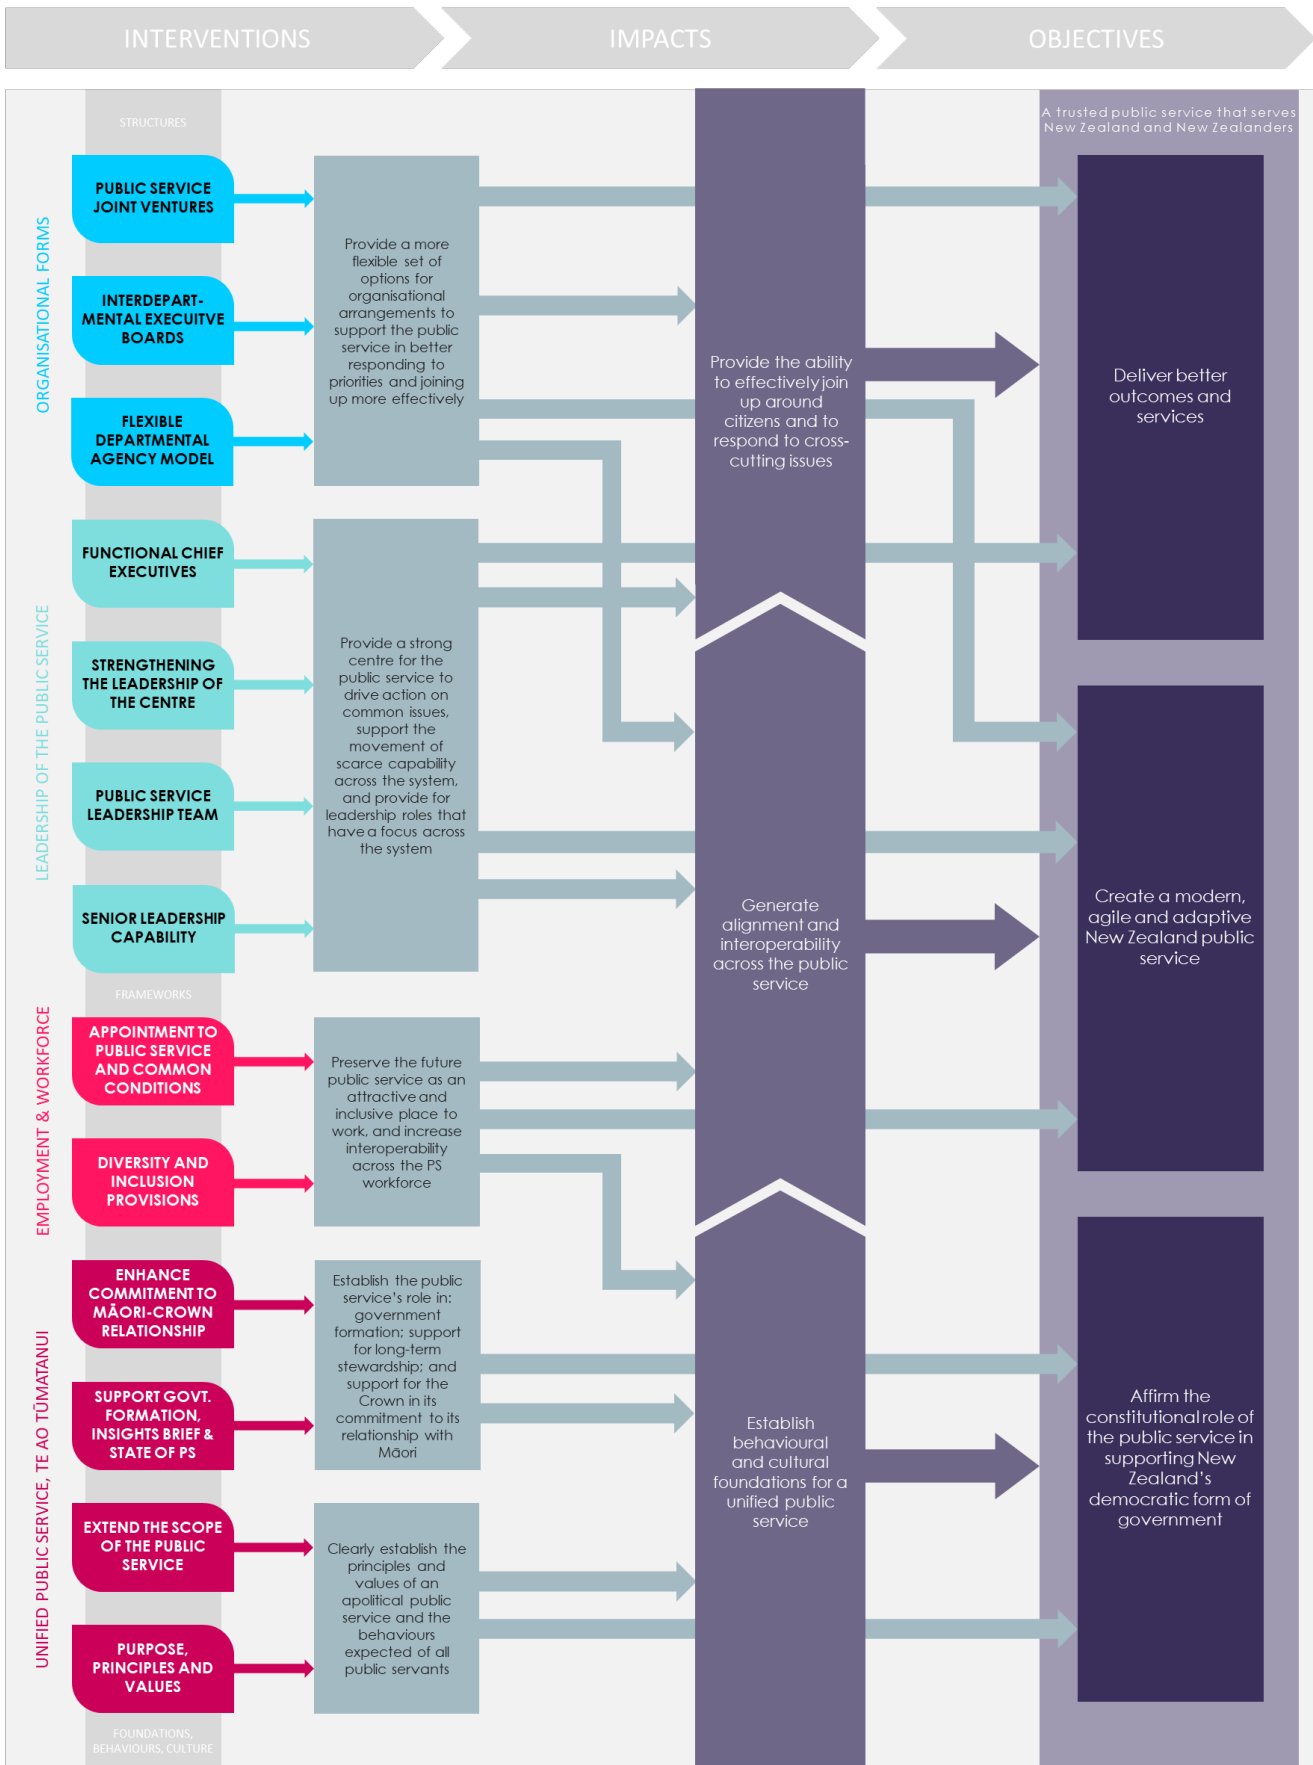 INTERVENTIONS
IMPACTS
OBJECTIVES
STRUCTURES
A trusted public service that serves
New Zealand and New Zealanders
ORGANISATIONAL FORMS
PUBLIC SERVICE
JOINT VENTURES
INTERDEPART-
MENTAL EXECUITVE
BOARDS
FLEXIBLE
DEPARTMENTAL
AGENCY MODEL
Provide a more
flexible set of
options for
organisational
arrangements to
support the public
service in better
responding to
priorities and joining
up more effectively
Provide the ability
to effectively join
up around
citizens and to
respond to cross-
cutting issues
Deliver better
outcomes and
services
LEADERSHIP OF THE PUBLIC SERVICE
FUNCTIONAL CHIEF
EXECUTIVES
STRENGTHENING
THE LEADERSHIP OF
THE CENTRE
PUBLIC SERVICE
LEADERSHIP TEAM
SENIOR LEADERSHIP
CAPABILITY
Provide a strong
centre for the
public service to
drive action on
common issues,
support the
movement of
scarce capability
across the system,
and provide for
leadership roles that
have a focus across
the system
Generate
alignment and
interoperability
across the public
service
Create a modern,
agile and adaptive
New Zealand public
service
FRAMEWORKS
EMPLOYMENT & WORKFORCE
APPOINTMENT TO
PUBLIC SERVICE
AND COMMON
CONDITIONS
DIVERSITY AND
INCLUSION
PROVISIONS
Preserve the future
public service as an
attractive and
inclusive place to
work, and increase
interoperability
across the PS
workforce
UNIFIED PUBLIC SERVICE, TE AO TŪMATANUI
ENHANCE
COMMITMENT TO
MĀORI-CROWN
RELATIONSHIP
SUPPORT GOVT.
FORMATION,
INSIGHTS BRIEF &
STATE OF PS
Establish the public
service's role in:
government
formation; support
for long-term
stewardship; and
support for the
Crown in its
commitment to its
relationship with
Māori
EXTEND THE SCOPE
OF THE PUBLIC
SERVICE
PURPOSE,
PRINCIPLES AND
VALUES
Clearly establish the
principles and
values of an
apolitical public
service and the
behaviours
expected of all
public servants
Establish
behavioural
and cultural
foundations for a
unified public
service
Affirm the
constitutional role of
the public service in
supporting New
Zealand's
democratic form of
government
FOUNDATIONS,
BEHAVIOURS, CULTURE